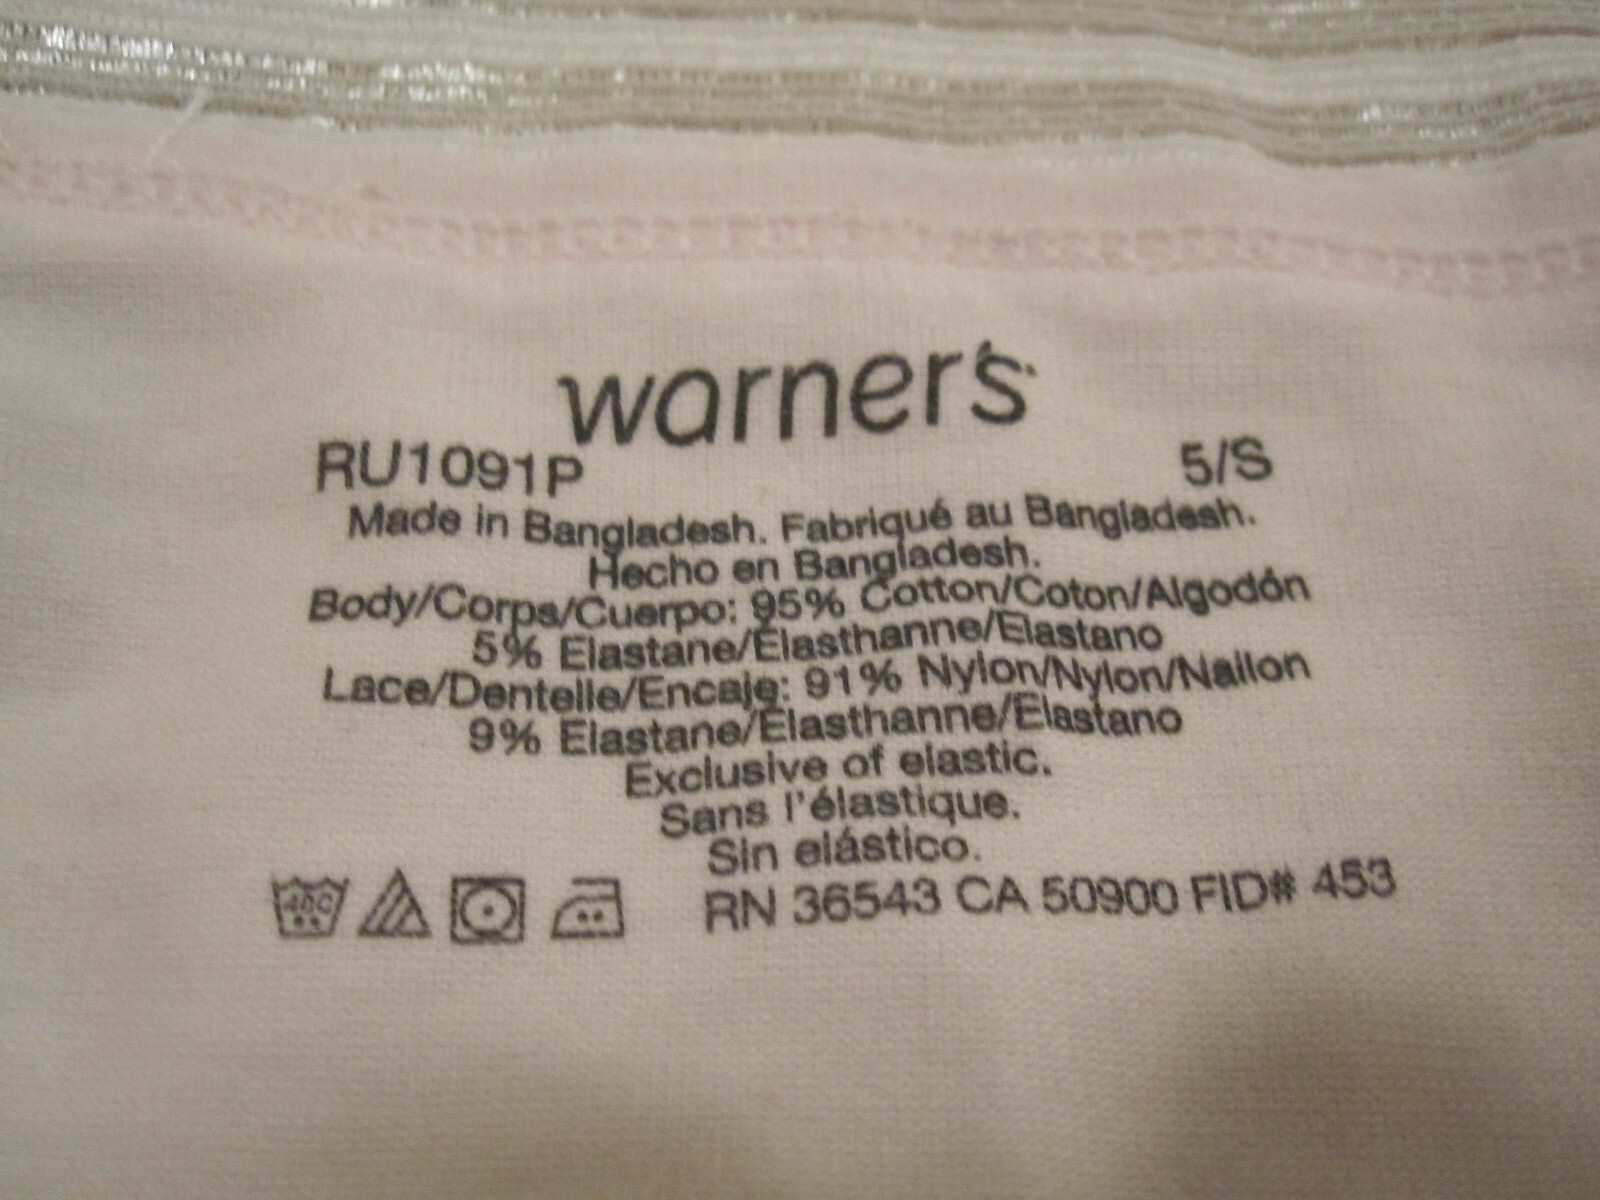 warner's
RU1091P 5/S
Made in Bangladesh. Fabriqué au Bangladesh.
Hecho en Bangladesh.
Body/Corps/Cuerpo: 95% Cotton/Coton/Algodón
5% Elastane/Élasthanne/Elastano
Lace/Dentelle/Encaje: 91% Nylon/Nylon/Nailon
9% Elastane/Élasthanne/Elastano
Exclusive of elastic.
Sans l'élastique.
Sin elástico.
40C RN 36543 CA 50900 FID# 453